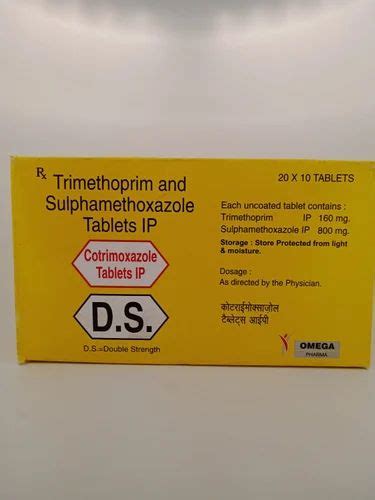 Rx Trimethoprim and
Sulphamethoxazole
Tablets IP
Cotrimoxazole
Tablets IP
D.S.
D.S.=Double Strength
20 X 10 TABLETS
Each uncoated tablet contains :
Trimethoprim IP 160 mg.
Sulphamethoxazole IP 800 mg.
Storage : Store Protected from light
& moisture.
Dosage :
As directed by the Physician.
कोटराईमोक्साज़ोल
टैब्लेट्स आईपी
OMEGA
PHARMA